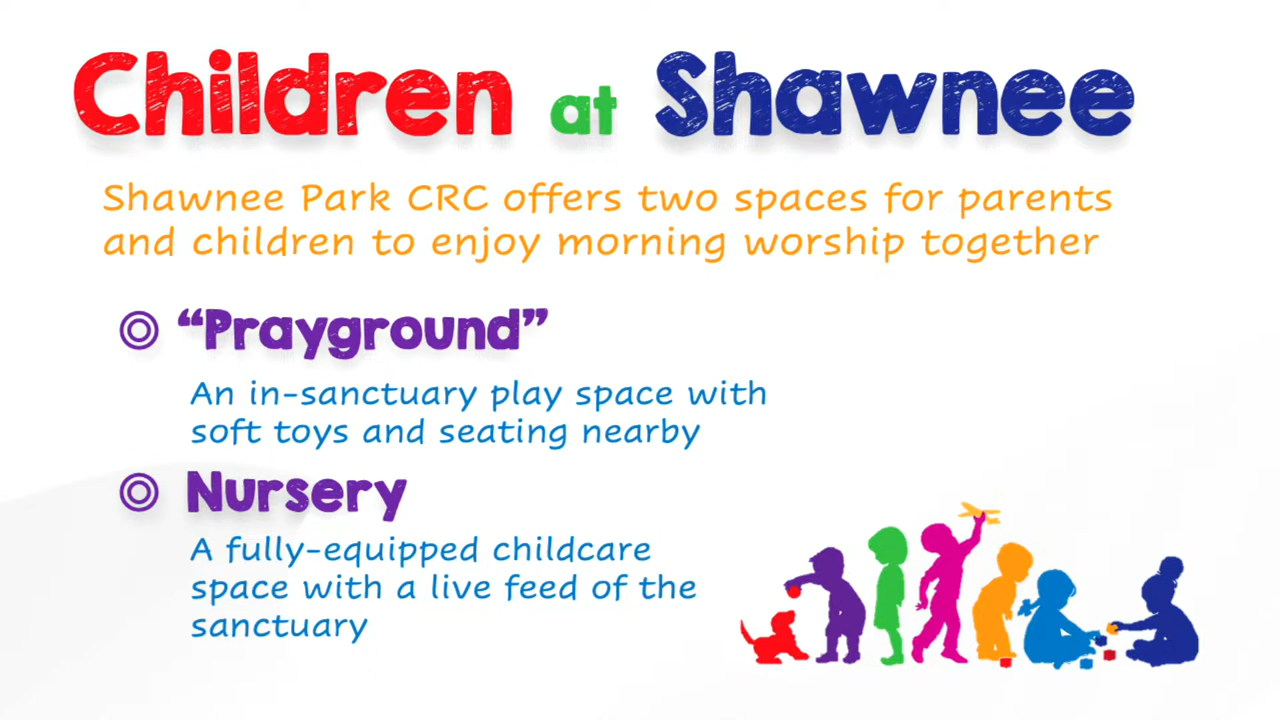 Children at Shawnee
Shawnee Park CRC offers two spaces for parents
and children to enjoy morning worship together
“Prayground”
An in-sanctuary play space with
soft toys and seating nearby
Nursery
A fully-equipped childcare
space with a live feed of the
sanctuary